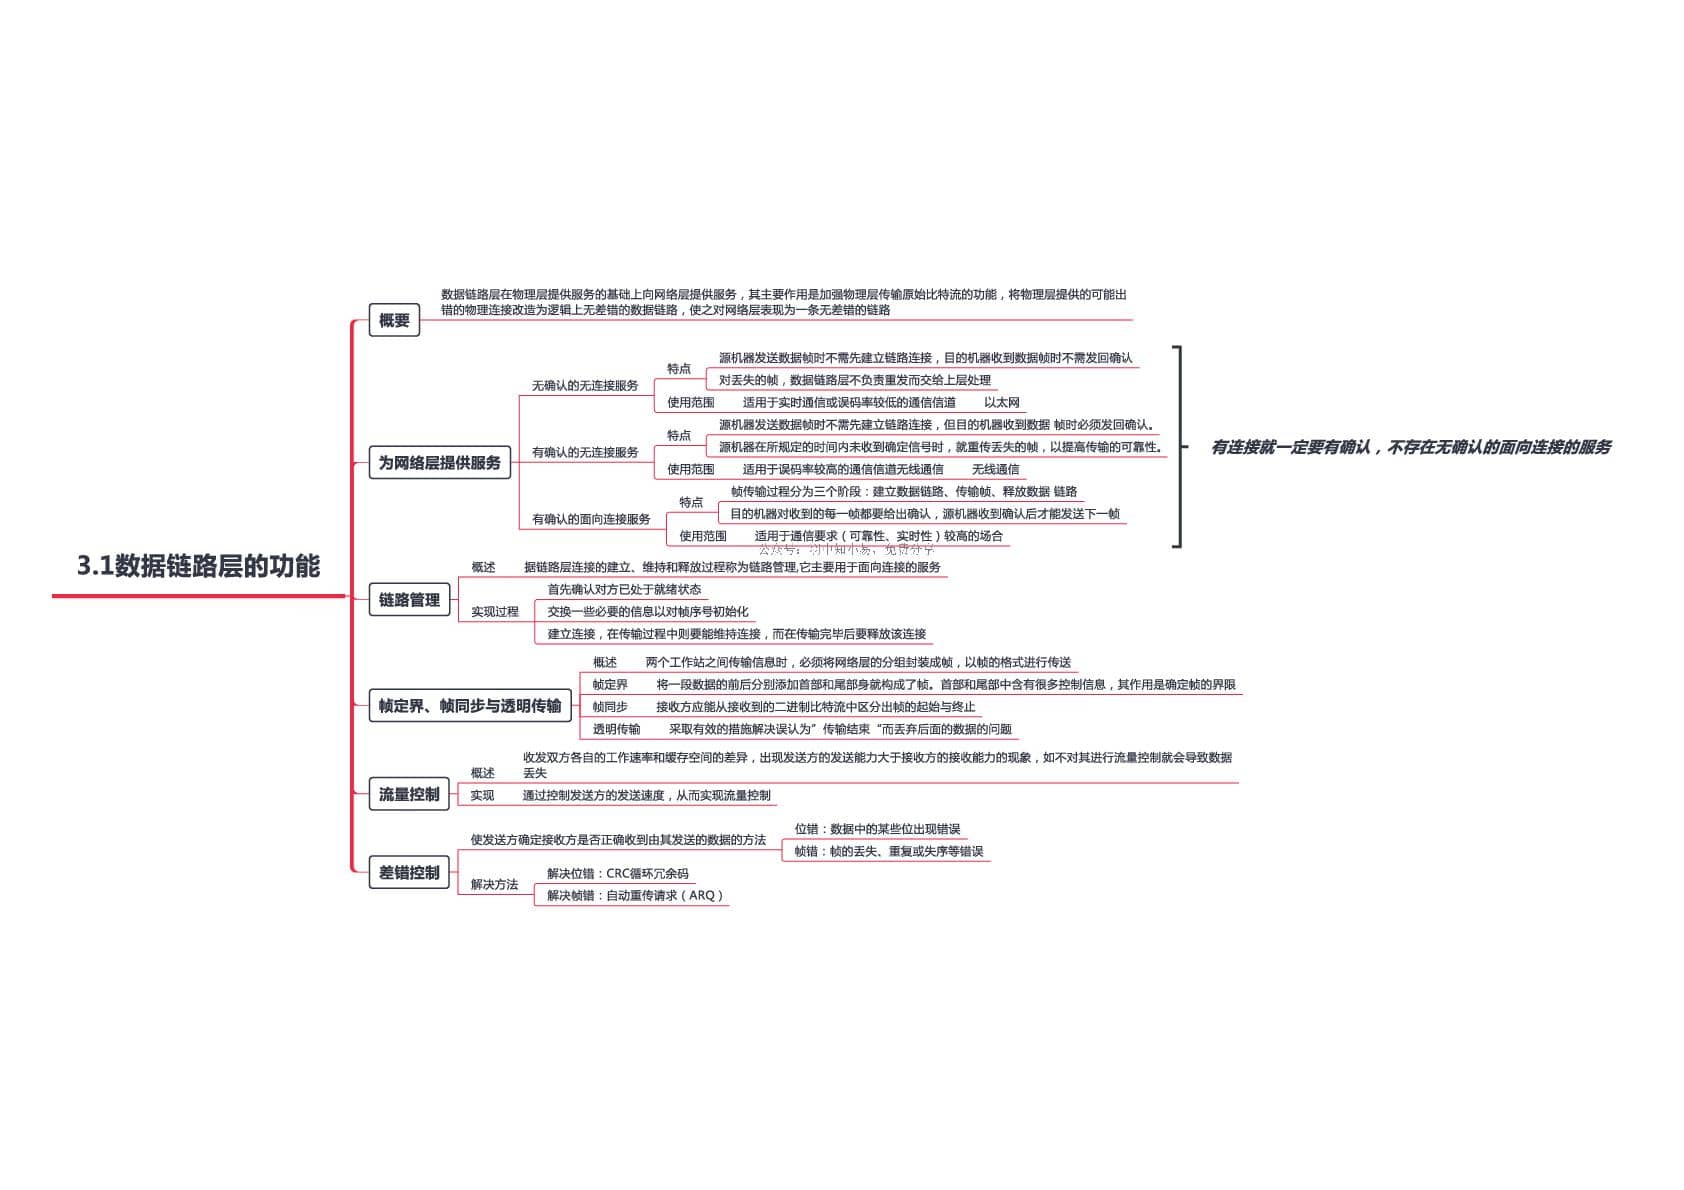 3.1数据链路层的功能
概要
数据链路层在物理层提供服务的基础上向网络层提供服务，其主要作用是加强物理层传输原始比特流的功能，将物理层提供的可能出
错的物理连接改造为逻辑上无差错的数据链路，使之对网络层表现为一条无差错的链路
为网络层提供服务
无确认的无连接服务
特点
源机器发送数据帧时不需先建立链路连接，目的机器收到数据帧时不需发回确认
对丢失的帧，数据链路层不负责重发而交给上层处理
使用范围 适用于实时通信或误码率较低的通信信道 以太网
有确认的无连接服务
特点
源机器发送数据帧时不需先建立链路连接，但目的机器收到数据 帧时必须发回确认。
源机器在所规定的时间内未收到确定信号时，就重传丢失的帧，以提高传输的可靠性。
使用范围 适用于误码率较高的通信信道无线通信 无线通信
有确认的面向连接服务
特点
帧传输过程分为三个阶段：建立数据链路、传输帧、释放数据 链路
目的机器对收到的每一帧都要给出确认，源机器收到确认后才能发送下一帧
使用范围 适用于通信要求（可靠性、实时性）较高的场合
有连接就一定要有确认，不存在无确认的面向连接的服务
链路管理
概述 据链路层连接的建立、维持和释放过程称为链路管理,它主要用于面向连接的服务
实现过程
首先确认对方已处于就绪状态
交换一些必要的信息以对帧序号初始化
建立连接，在传输过程中则要能维持连接，而在传输完毕后要释放该连接
帧定界、帧同步与透明传输
概述 两个工作站之间传输信息时，必须将网络层的分组封装成帧，以帧的格式进行传送
帧定界 将一段数据的前后分别添加首部和尾部身就构成了帧。首部和尾部中含有很多控制信息，其作用是确定帧的界限
帧同步 接收方应能从接收到的二进制比特流中区分出帧的起始与终止
透明传输 采取有效的措施解决误认为”传输结束“而丢弃后面的数据的问题
流量控制
概述
收发双方各自的工作速率和缓存空间的差异，出现发送方的发送能力大于接收方的接收能力的现象，如不对其进行流量控制就会导致数据
丢失
实现 通过控制发送方的发送速度，从而实现流量控制
差错控制
使发送方确定接收方是否正确收到由其发送的数据的方法
位错：数据中的某些位出现错误
帧错：帧的丢失、重复或失序等错误
解决方法
解决位错：CRC循环冗余码
解决帧错：自动重传请求（ARQ）